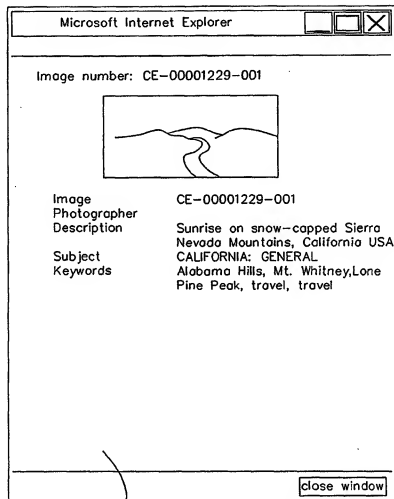 Microsoft Internet Explorer
Image number: CE-00001229-001
Image CE-00001229-001
Photographer
Description Sunrise on snow-capped Sierra
Nevada Mountains, California USA
Subject CALIFORNIA: GENERAL
Keywords Alabama Hills, Mt. Whitney,Lone
Pine Peak, travel, travel
close window